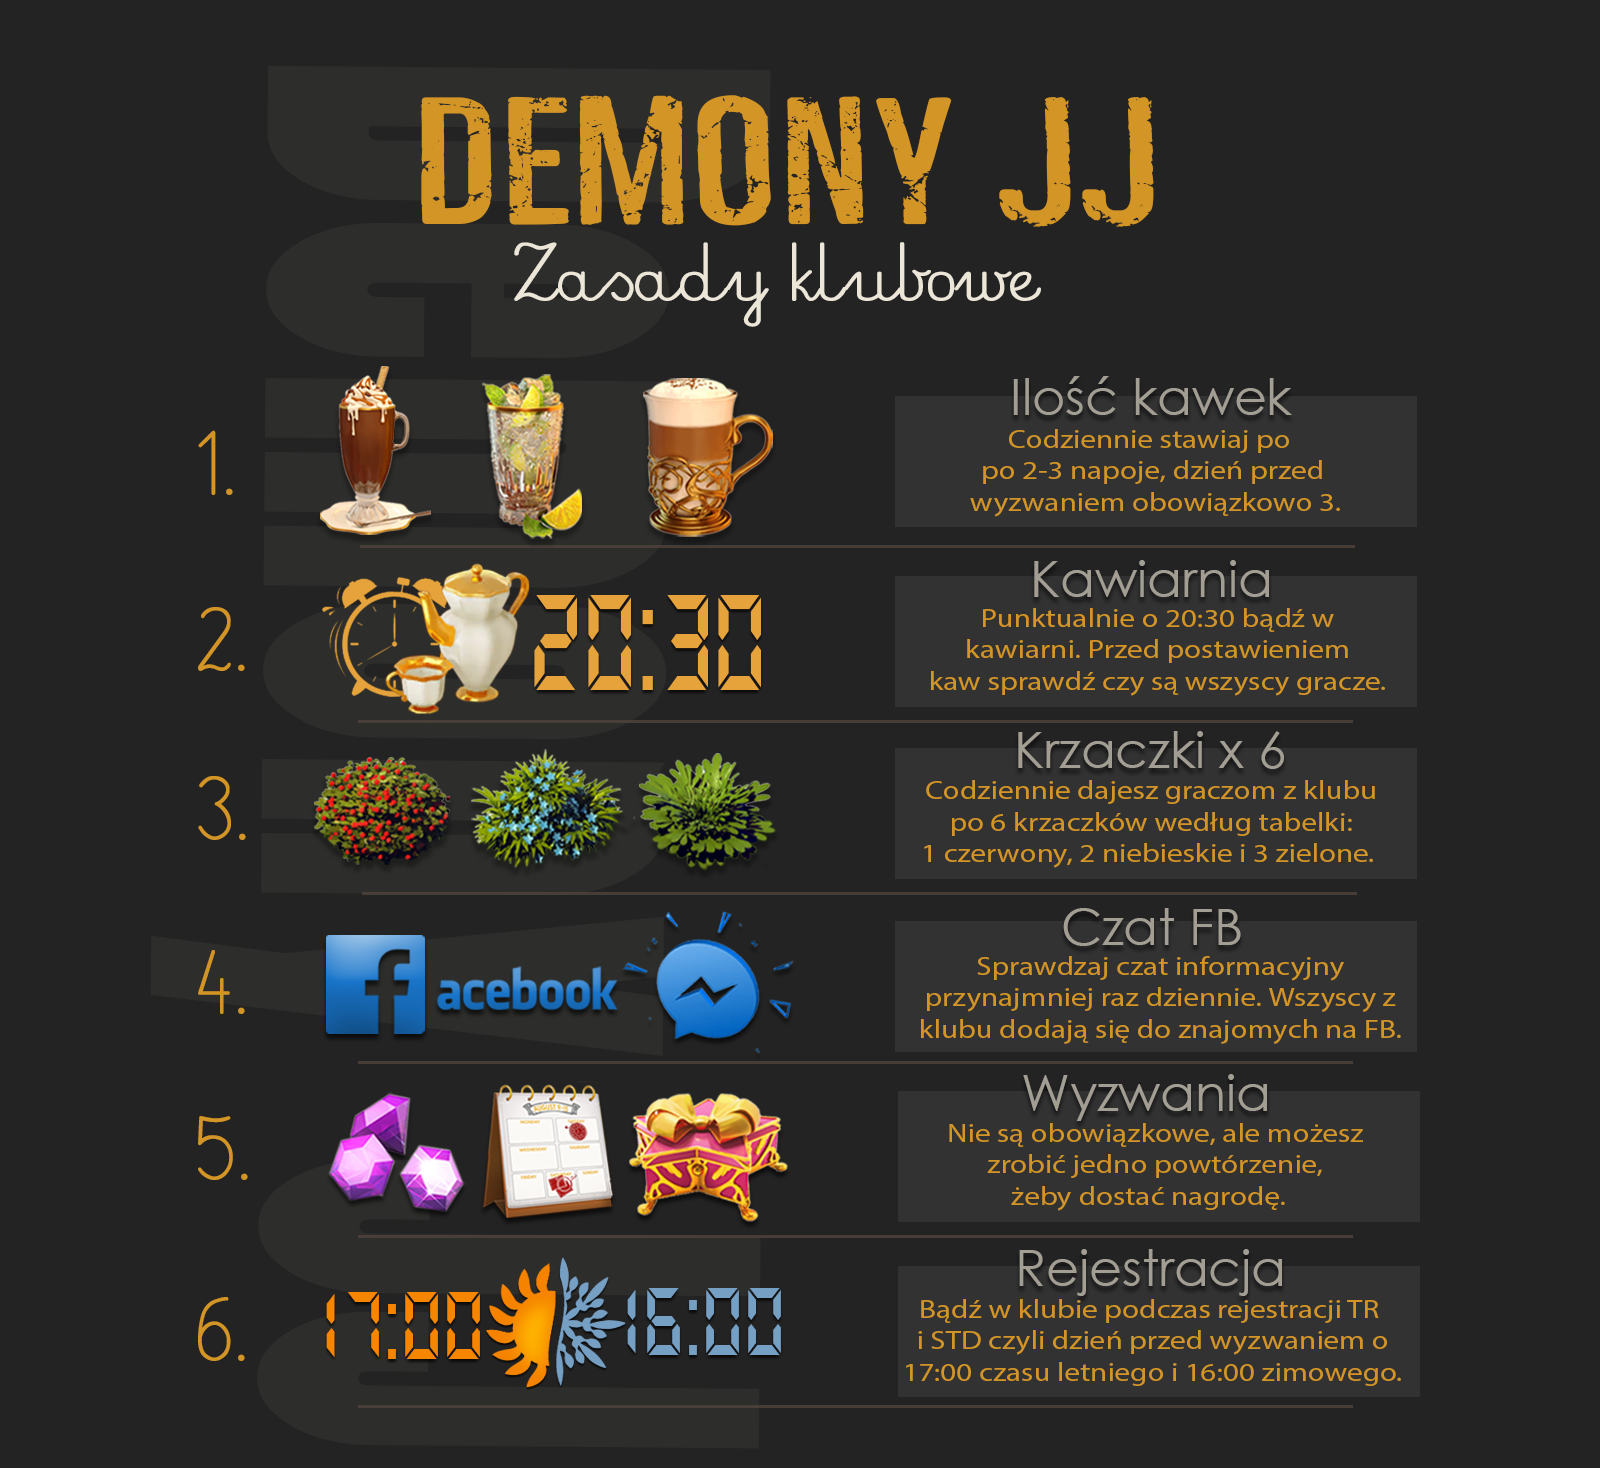 DEMONY JJ
Zasady klubowe
1.
Ilość kawek
Codziennie stawiaj po
po 2-3 napoje, dzień przed
wyzwaniem obowiązkowo 3.
2.
20:30
Kawiarnia
Punktualnie o 20:30 bądź w
kawiarni. Przed postawieniem
kaw sprawdź czy są wszyscy gracze.
3.
Krzaczki x 6
Codziennie dajesz graczom z klubu
po 6 krzaczków według tabelki:
1 czerwony, 2 niebieskie i 3 zielone.
4.
facebook
Czat FB
Sprawdzaj czat informacyjny
przynajmniej raz dziennie. Wszyscy z
klubu dodają się do znajomych na FB.
5.
MONDAY
WEDNESDAY THURSDAY
FRIDAY SUNDAY
Wyzwania
Nie są obowiązkowe, ale możesz
zrobić jedno powtórzenie,
żeby dostać nagrodę.
6.
17:00 16:00
Rejestracja
Bądź w klubie podczas rejestracji TR
i STD czyli dzień przed wyzwaniem o
17:00 czasu letniego i 16:00 zimowego.